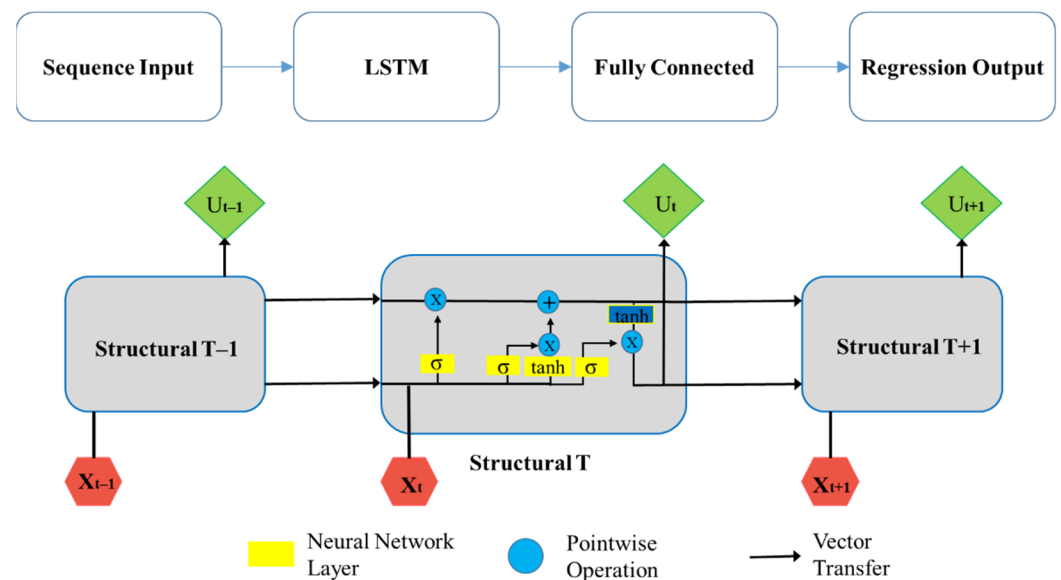 Sequence Input
LSTM
Fully Connected
Regression Output
Ut–1
Ut
Ut+1
X
+
tanh
Structural T–1
σ
σ
X
tanh
σ
X
Structural T+1
Structural T
Xt–1
Xt
Xt+1
Neural Network
Layer
Pointwise
Operation
Vector
Transfer